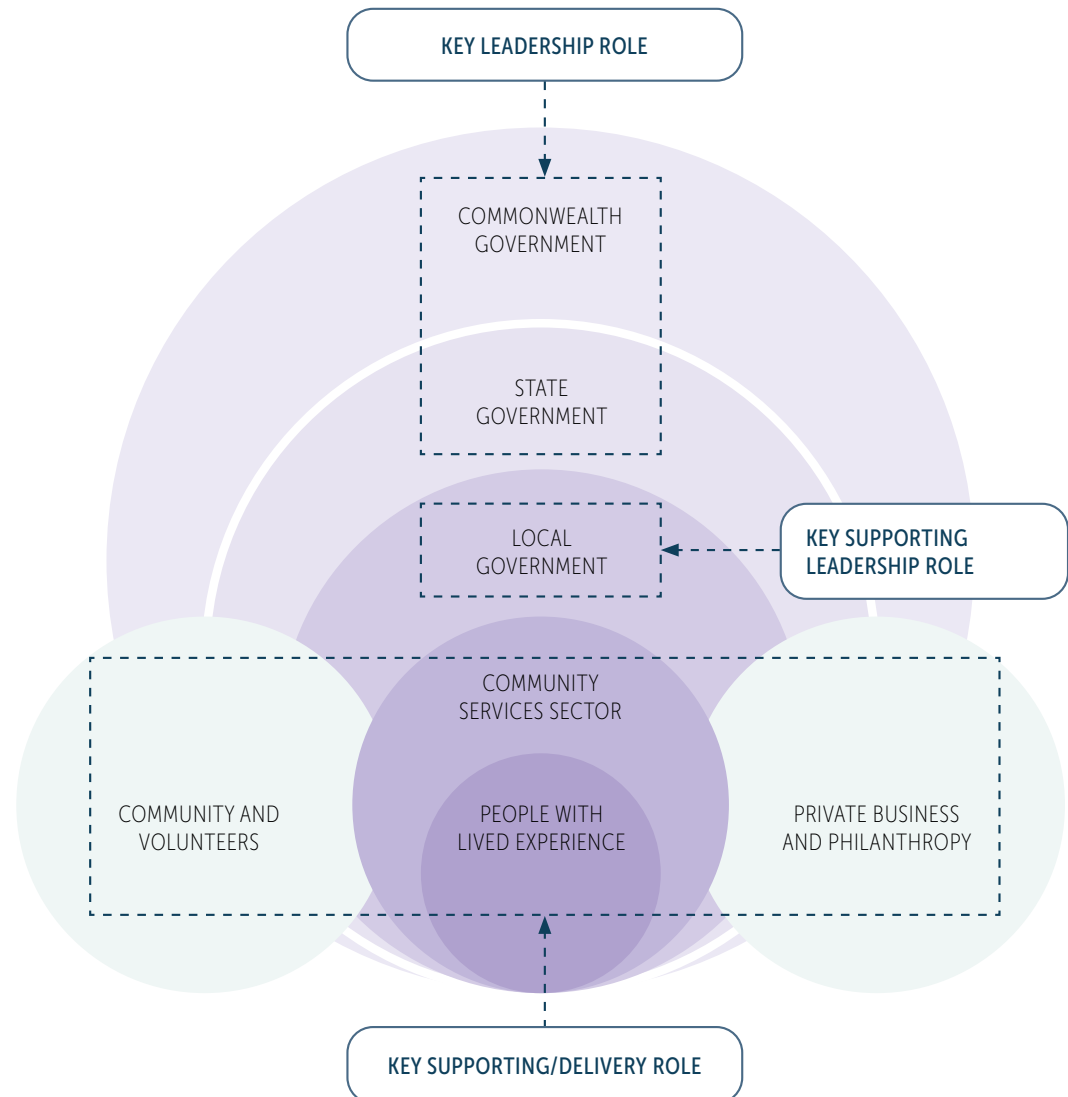 KEY LEADERSHIP ROLE
COMMONWEALTH
GOVERNMENT
STATE
GOVERNMENT
LOCAL
GOVERNMENT
KEY SUPPORTING
LEADERSHIP ROLE
COMMUNITY
SERVICES SECTOR
COMMUNITY AND
VOLUNTEERS
PEOPLE WITH
LIVED EXPERIENCE
PRIVATE BUSINESS
AND PHILANTHROPY
KEY SUPPORTING/DELIVERY ROLE